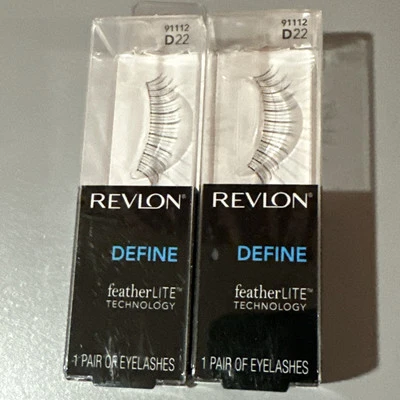 91112
D22
REVLON®
DEFINE
featherLITE™
TECHNOLOGY
1 PAIR OF EYELASHES
91112
D22
REVLON®
DEFINE
featherLITE™
TECHNOLOGY
1 PAIR OF EYELASHES